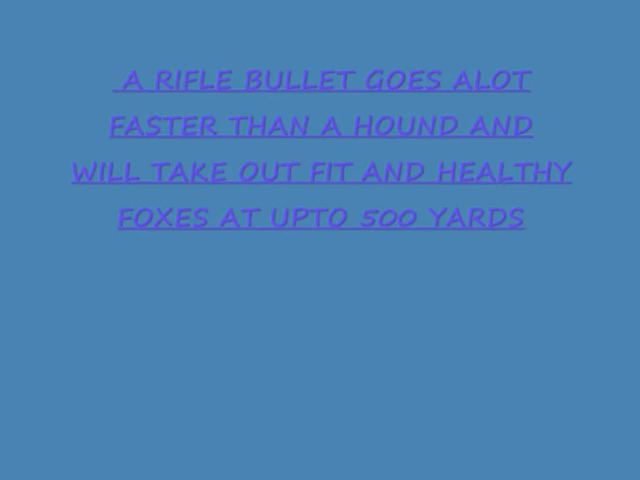 A RIFLE BULLET GOES ALOT
FASTER THAN A HOUND AND
WILL TAKE OUT FIT AND HEALTHY
FOXES AT UPTO 500 YARDS